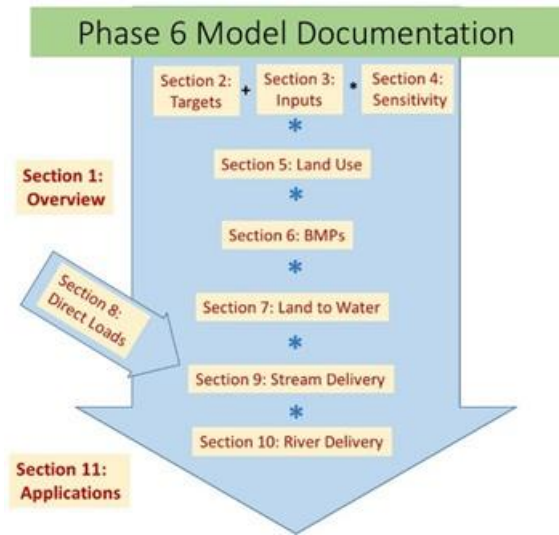 Phase 6 Model Documentation
Section 2:
Targets
+
Section 3:
Inputs
*
Section 4:
Sensitivity
*
Section 5: Land Use
*
Section 1:
Overview
Section 6: BMPs
*
Section 8:
Direct Loads
Section 7: Land to Water
*
Section 9: Stream Delivery
*
Section 10: River Delivery
Section 11:
Applications